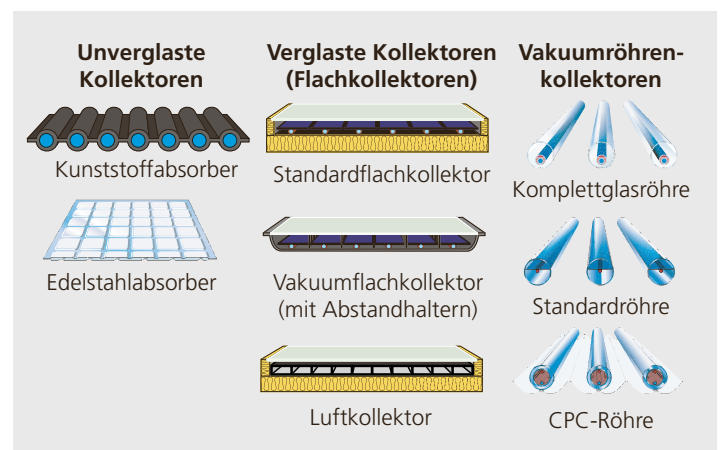 Unverglaste
Kollektoren
Kunststoffabsorber
Edelstahlabsorber
Verglaste Kollektoren
(Flachkollektoren)
Standardflachkollektor
Vakuumflachkollektor
(mit Abstandhaltern)
Luftkollektor
Vakuumröhren-
kollektoren
Komplettglasröhre
Standardröhre
CPC-Röhre